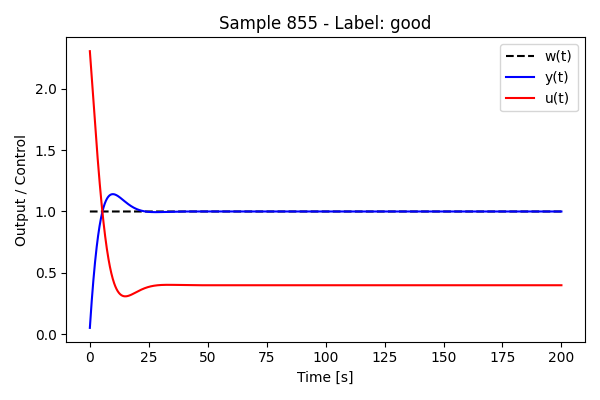 Sample 855 - Label: good
w(t)
y(t)
u(t)
Output / Control
2.0
1.5
1.0
0.5
0.0
0 25 50 75 100 125 150 175 200
Time [s]